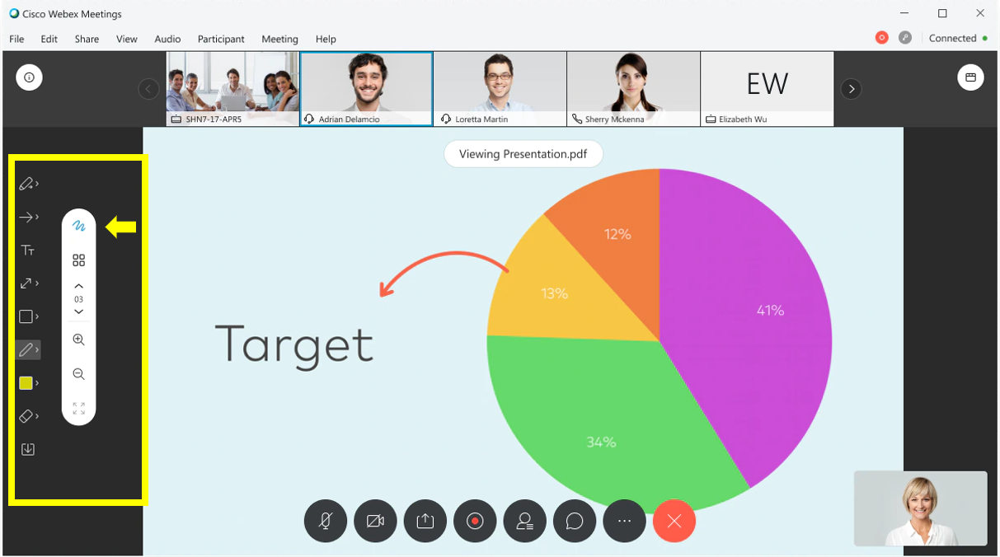 Cisco Webex Meetings
File Edit Share View Audio Participant Meeting Help
Connected
SHN7-17-APR5
Adrian Delamcio
Loretta Martin
Sherry Mckenna
EW
Elizabeth Wu
Viewing Presentation.pdf
TT
03
12%
13%
41%
Target
34%